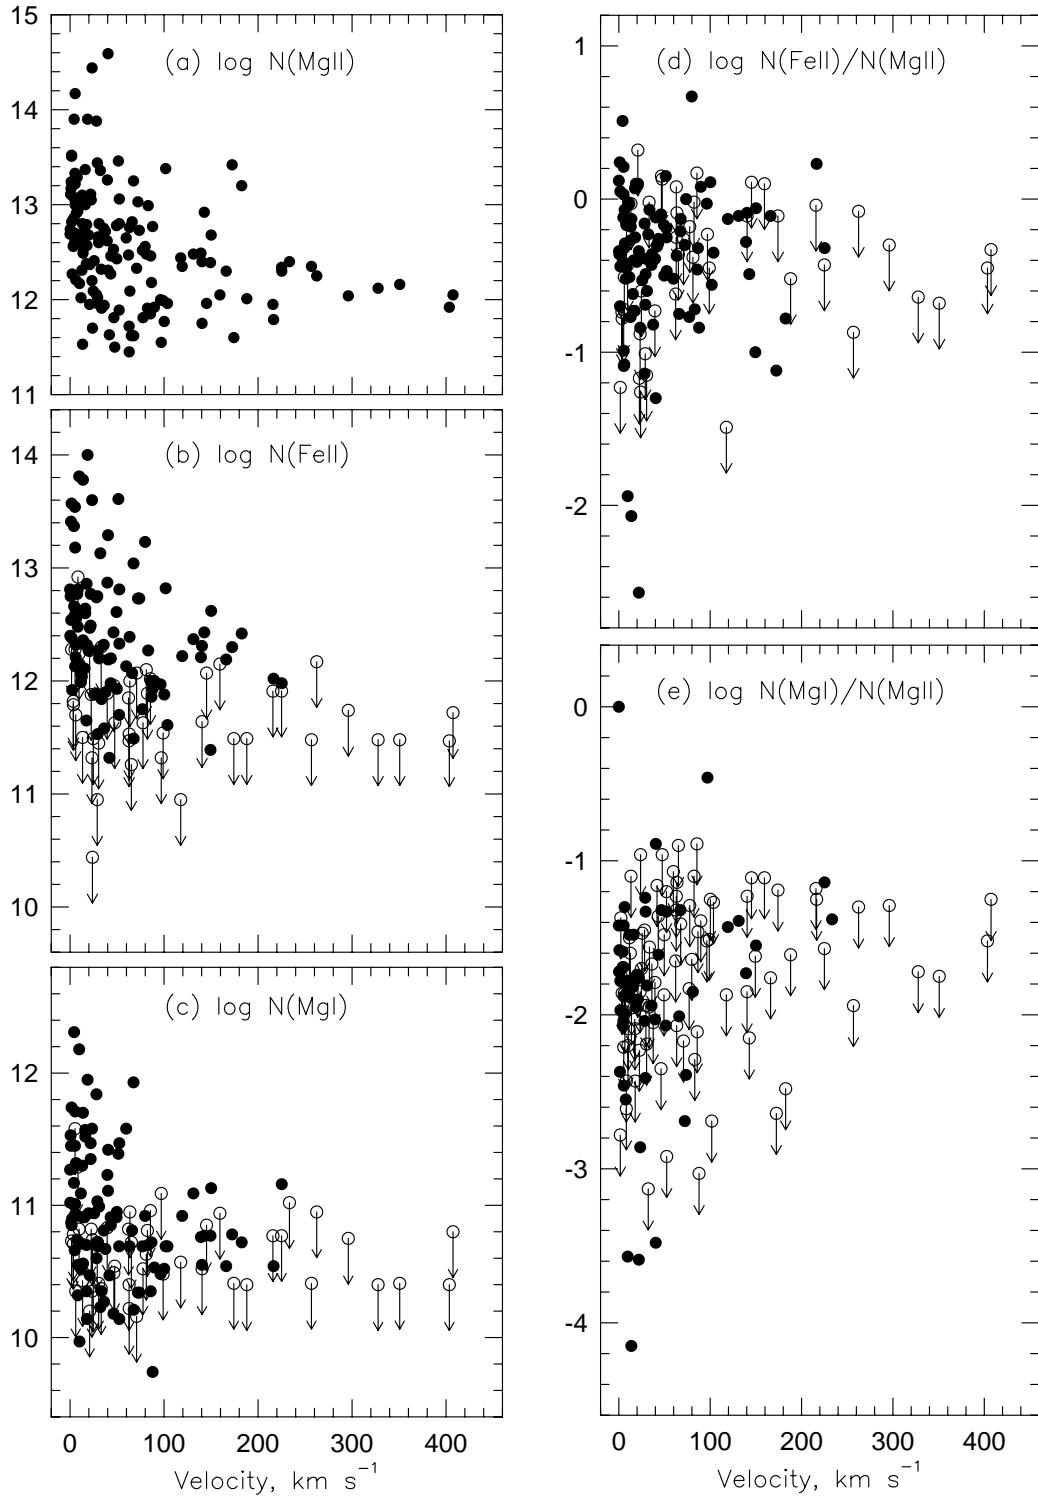 (a) log N(MgII)
15
14
13
12
11
(b) log N(FeII)
14
13
12
11
10
(c) log N(MgI)
12
11
10
0 100 200 300 400
Velocity, km s⁻¹
(d) log N(FeII)/N(MgII)
1
0
-1
-2
(e) log N(MgI)/N(MgII)
0
-1
-2
-3
-4
0 100 200 300 400
Velocity, km s⁻¹